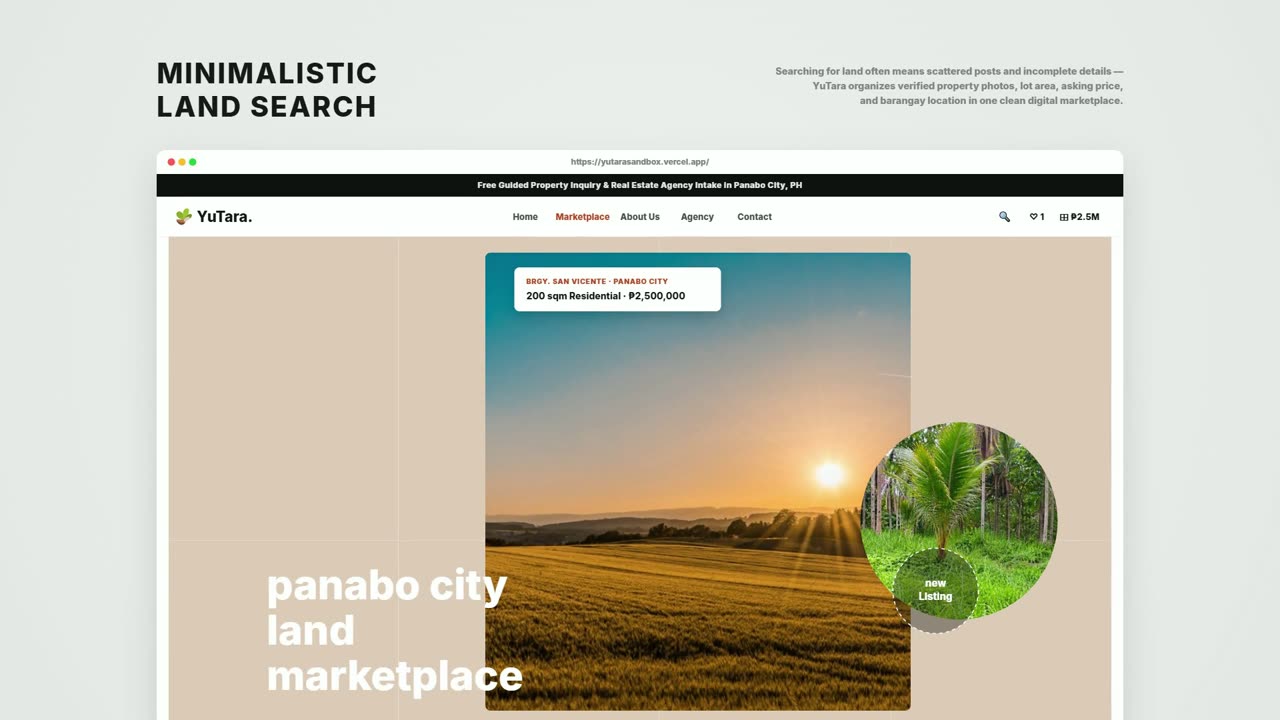 MINIMALISTIC
LAND SEARCH
Searching for land often means scattered posts and incomplete details —
YuTara organizes verified property photos, lot area, asking price,
and barangay location in one clean digital marketplace.
https://yutarasandbox.vercel.app/
Free Guided Property Inquiry & Real Estate Agency Intake in Panabo City, PH
YuTara.
Home Marketplace About Us Agency Contact
♡ 1 ₱2.5M
BRGY. SAN VICENTE · PANABO CITY
200 sqm Residential · ₱2,500,000
new
Listing
panabo city
land
marketplace